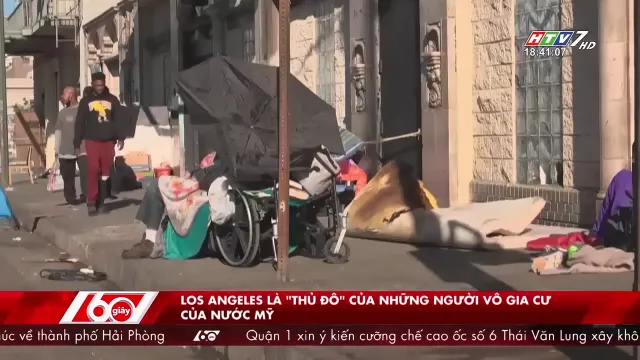 HTV7 HD
18:41:07
60 giây
LOS ANGELES LÀ "THỦ ĐÔ" CỦA NHỮNG NGƯỜI VÔ GIA CƯ
CỦA NƯỚC MỸ
về thành phố Hải Phòng Quận 1 xin ý kiến cưỡng chế cao ốc số 6 Thái Văn Lung xây